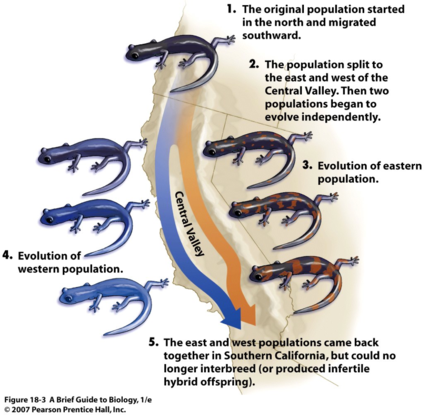 1. The original population started
in the north and migrated
southward.
2. The population split to
the east and west of the
Central Valley. Then two
populations began to
evolve independently.
3. Evolution of eastern
population.
Central Valley
4. Evolution of
western population.
5. The east and west populations came back
together in Southern California, but could no
longer interbreed (or produced infertile
hybrid offspring).
Figure 18-3 A Brief Guide to Biology, 1/e
© 2007 Pearson Prentice Hall, Inc.